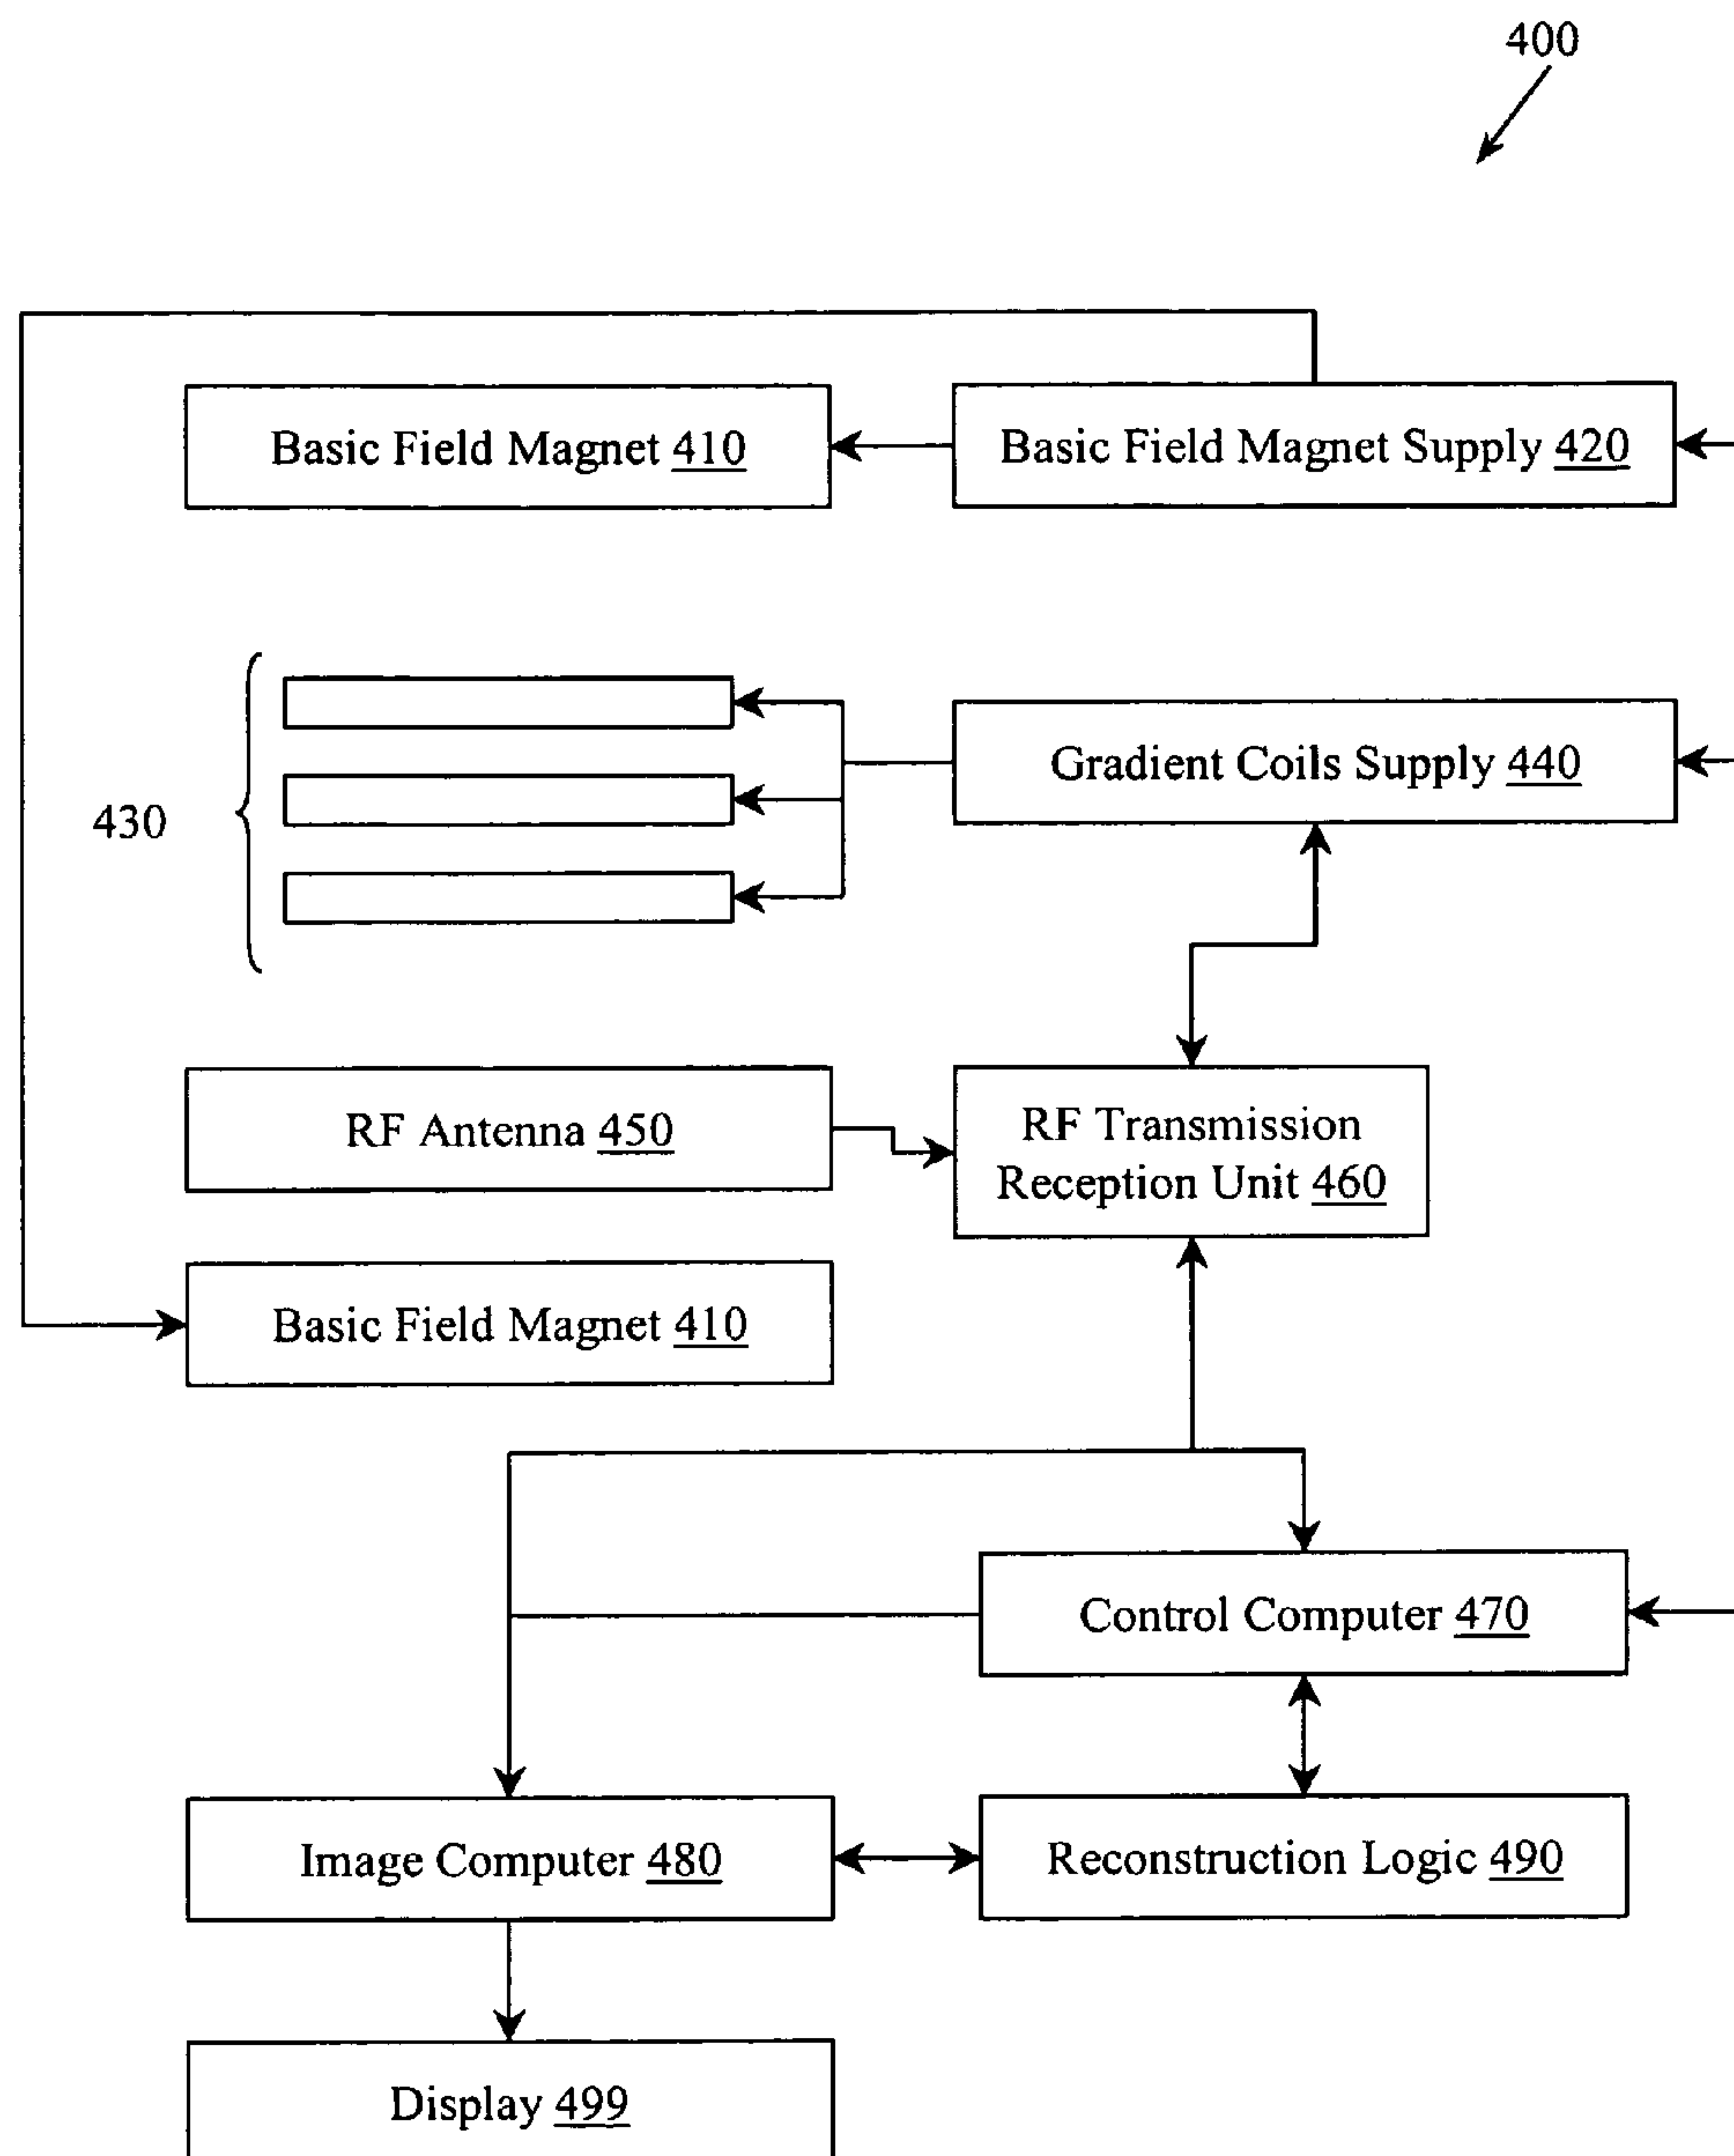 400
Basic Field Magnet 410
Basic Field Magnet Supply 420
430
Gradient Coils Supply 440
RF Antenna 450
RF Transmission
Reception Unit 460
Basic Field Magnet 410
Control Computer 470
Image Computer 480
Reconstruction Logic 490
Display 499